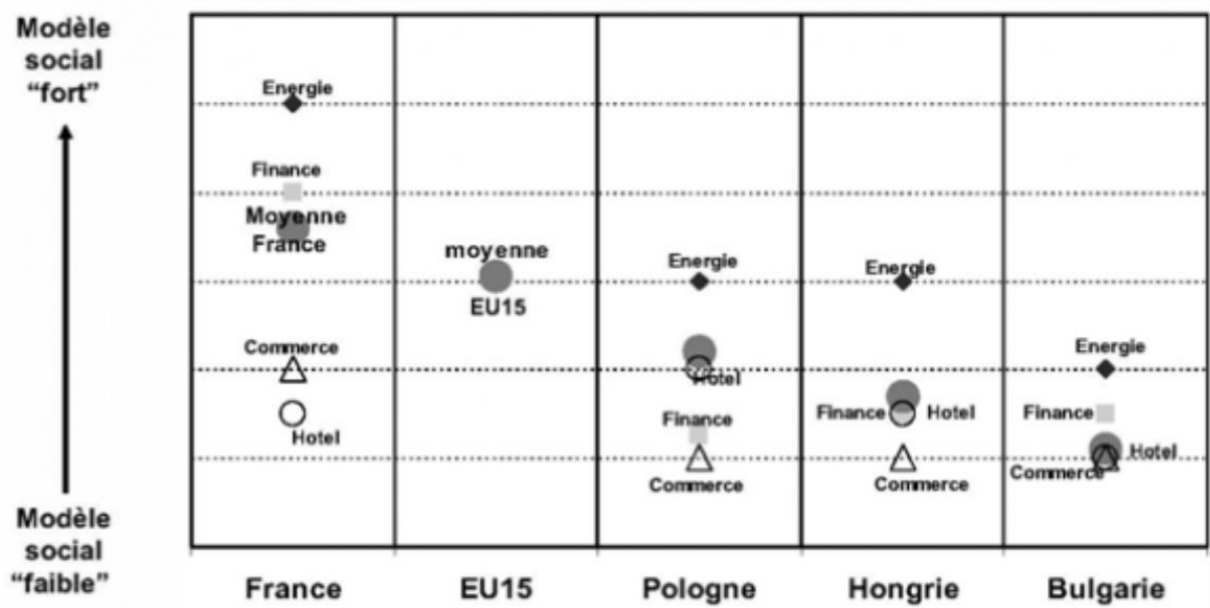 Modèle
social
“fort”
Modèle
social
“faible”
Energie
Finance
Moyenne
France
Commerce
Hotel
moyenne
EU15
Energie
Hotel
Finance
Commerce
Energie
Finance
Hotel
Commerce
Energie
Finance
Hotel
Commerce
France
EU15
Pologne
Hongrie
Bulgarie